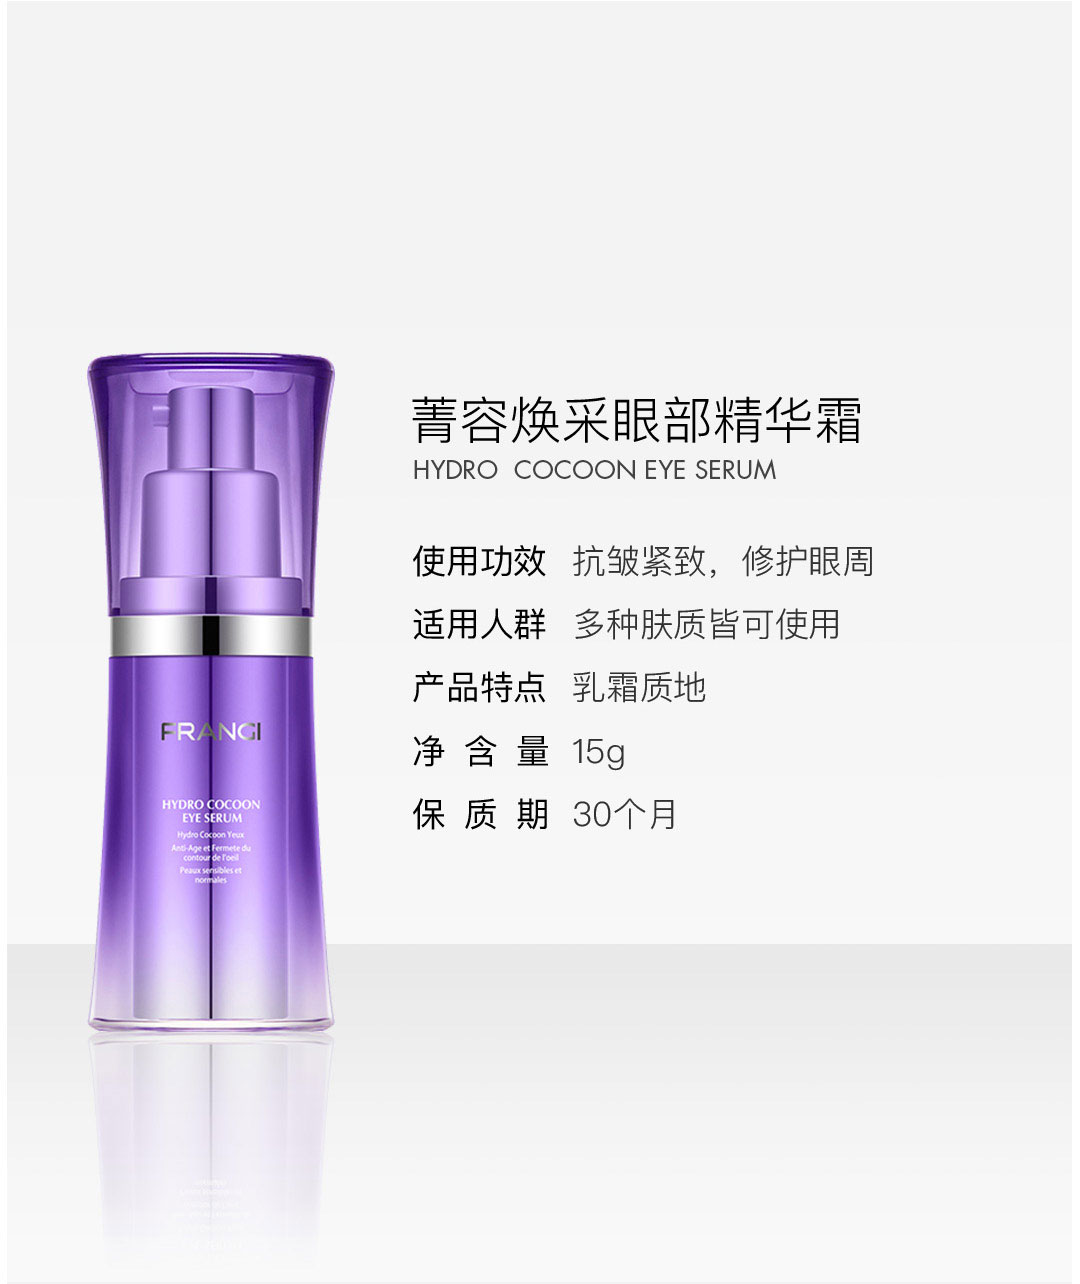 菁容焕采眼部精华霜
HYDRO COCOON EYE SERUM
使用功效 抗皱紧致，修护眼周
适用人群 多种肤质皆可使用
产品特点 乳霜质地
净含量 15g
保质期 30个月
FRANGI
HYDRO COCOON
EYE SERUM
Hydro Cocoon Yeux
Anti-Age et Fermete du
contour de l'oeil
Peaux sensibles et
normales